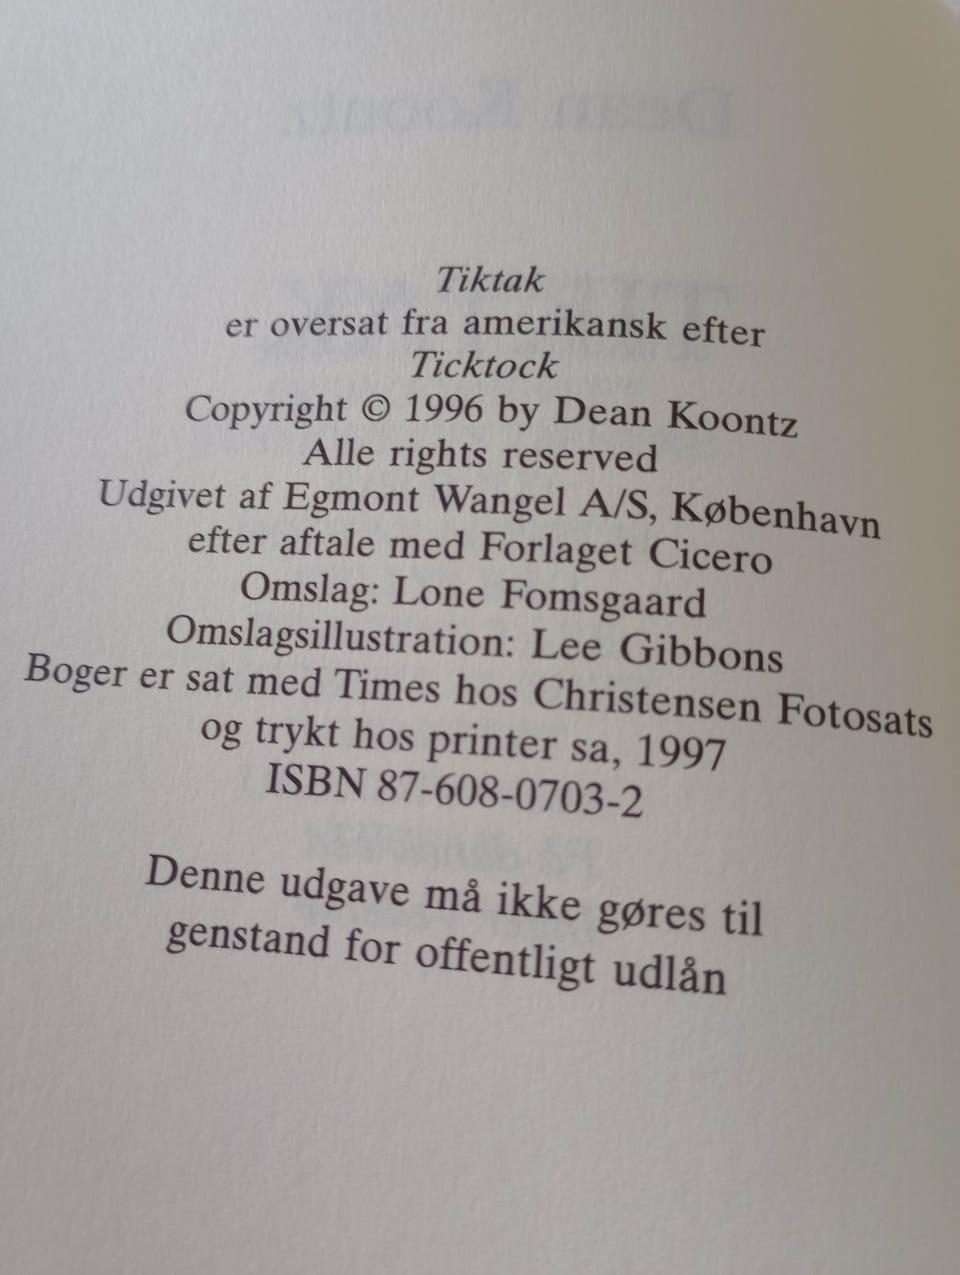 Tiktak
er oversat fra amerikansk efter
Ticktock
Copyright © 1996 by Dean Koontz
Alle rights reserved
Udgivet af Egmont Wangel A/S, København
efter aftale med Forlaget Cicero
Omslag: Lone Fomsgaard
Omslagsillustration: Lee Gibbons
Boger er sat med Times hos Christensen Fotosats
og trykt hos printer sa, 1997
ISBN 87-608-0703-2
Denne udgave må ikke gøres til
genstand for offentligt udlån